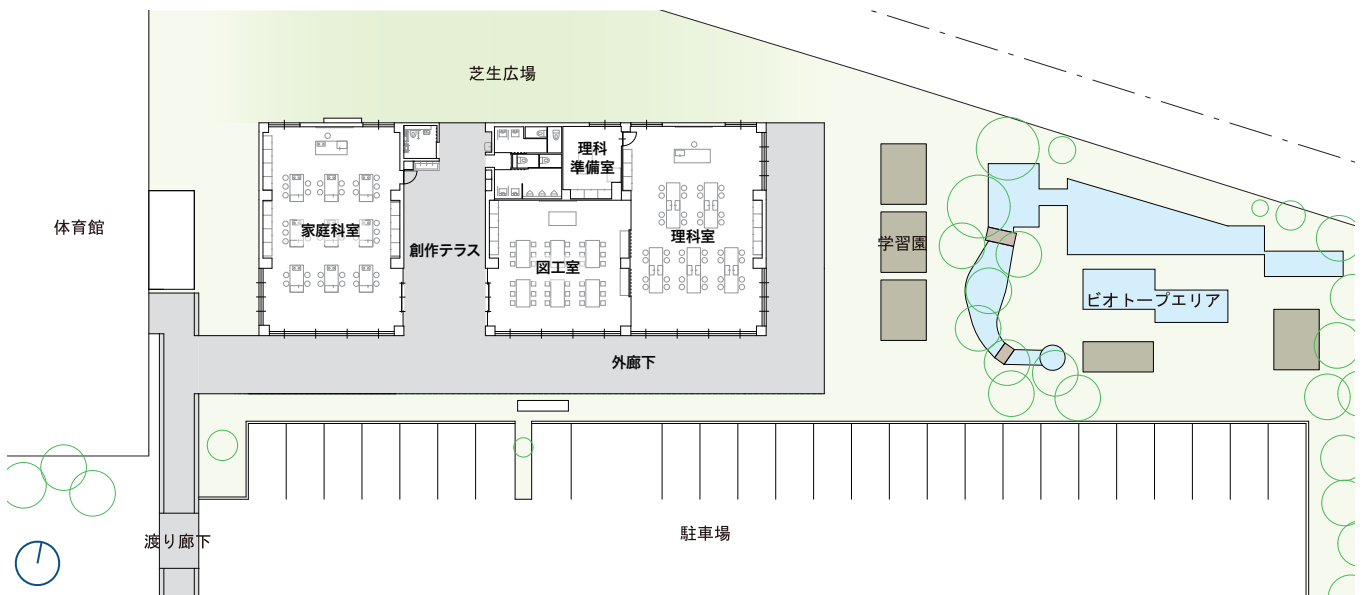 芝生広場
理科
準備室
体育館
家庭科室
創作テラス
図工室
理科室
学習園
ビオトープエリア
外廊下
渡り廊下
駐車場